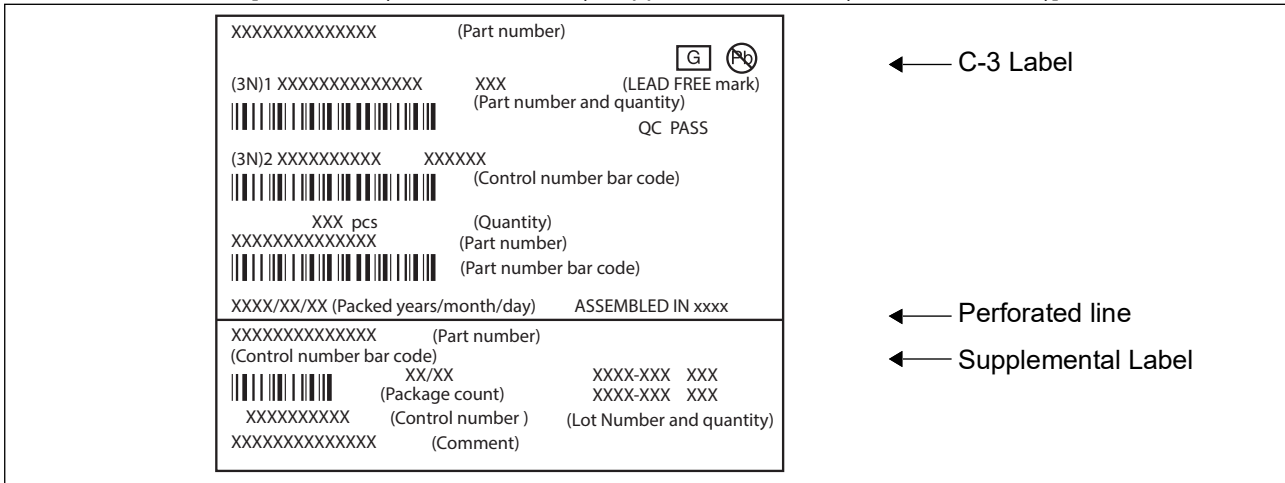 XXXXXXXXXXXXXX (Part number)
G Pb
C-3 Label
(3N)1 XXXXXXXXXXXXXX XXX (LEAD FREE mark)
(Part number and quantity)
QC PASS
(3N)2 XXXXXXXXXX XXXXXX
(Control number bar code)
XXX pcs (Quantity)
XXXXXXXXXXXXXX (Part number)
(Part number bar code)
XXXX/XX/XX (Packed years/month/day) ASSEMBLED IN xxxx
Perforated line
XXXXXXXXXXXXXX (Part number)
(Control number bar code)
Supplemental Label
XX/XX XXXX-XXX XXX
(Package count) XXXX-XXX XXX
XXXXXXXXXX (Control number ) (Lot Number and quantity)
XXXXXXXXXXXXXX (Comment)